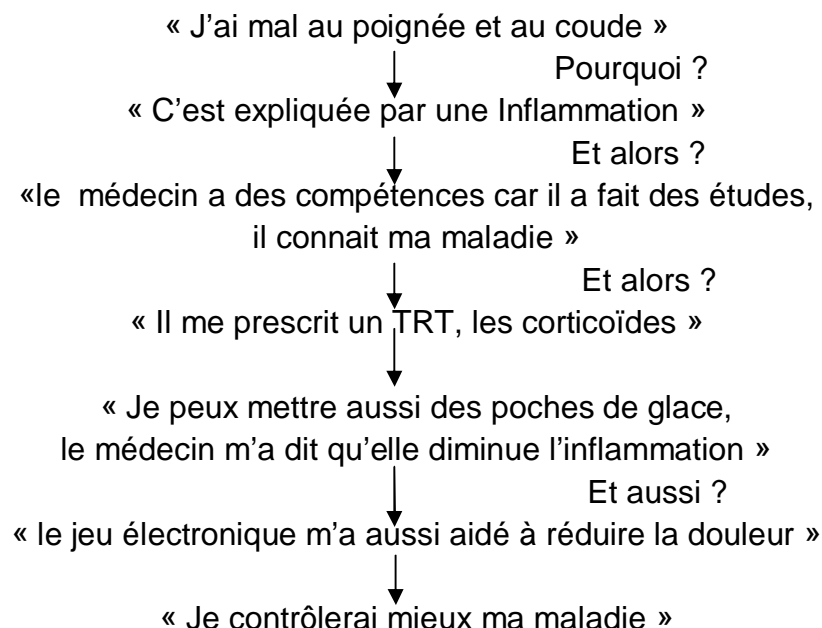 « J'ai mal au poignée et au coude »
Pourquoi ?
« C'est expliquée par une Inflammation »
Et alors ?
«le médecin a des compétences car il a fait des études,
il connait ma maladie »
Et alors ?
« Il me prescrit un TRT, les corticoïdes »
« Je peux mettre aussi des poches de glace,
le médecin m'a dit qu'elle diminue l'inflammation »
Et aussi ?
« le jeu électronique m'a aussi aidé à réduire la douleur »
« Je contrôlerai mieux ma maladie »